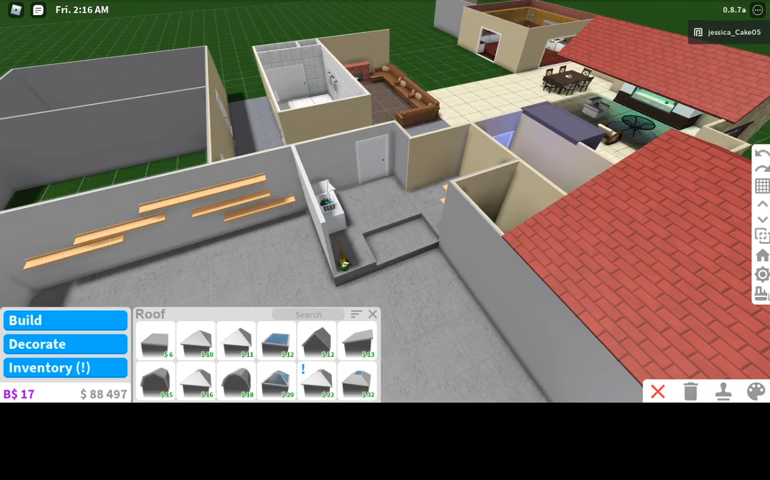 Fri. 2:16 AM
0.8.7a
jessica_Cake05
Build
Decorate
Inventory (!)
B$ 17
$ 88 497
Roof
Search
$ 6
$ 10
$ 11
$ 12
$ 12
$ 13
$ 15
$ 16
$ 18
$ 20
!
$ 22
$ 32